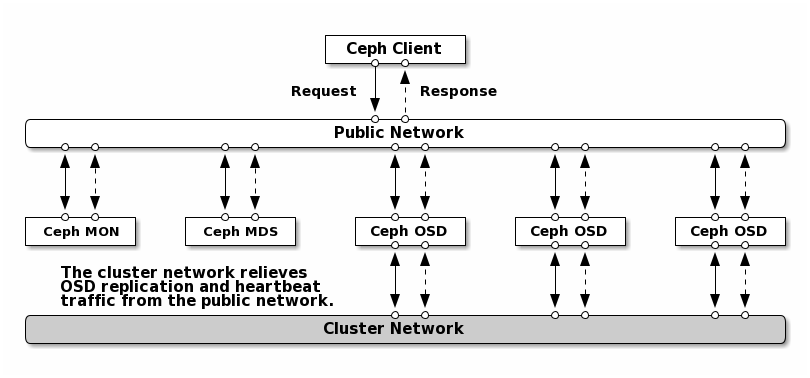 Ceph Client
Request Response
Public Network
Ceph MON Ceph MDS Ceph OSD Ceph OSD Ceph OSD
The cluster network relieves
OSD replication and heartbeat
traffic from the public network.
Cluster Network